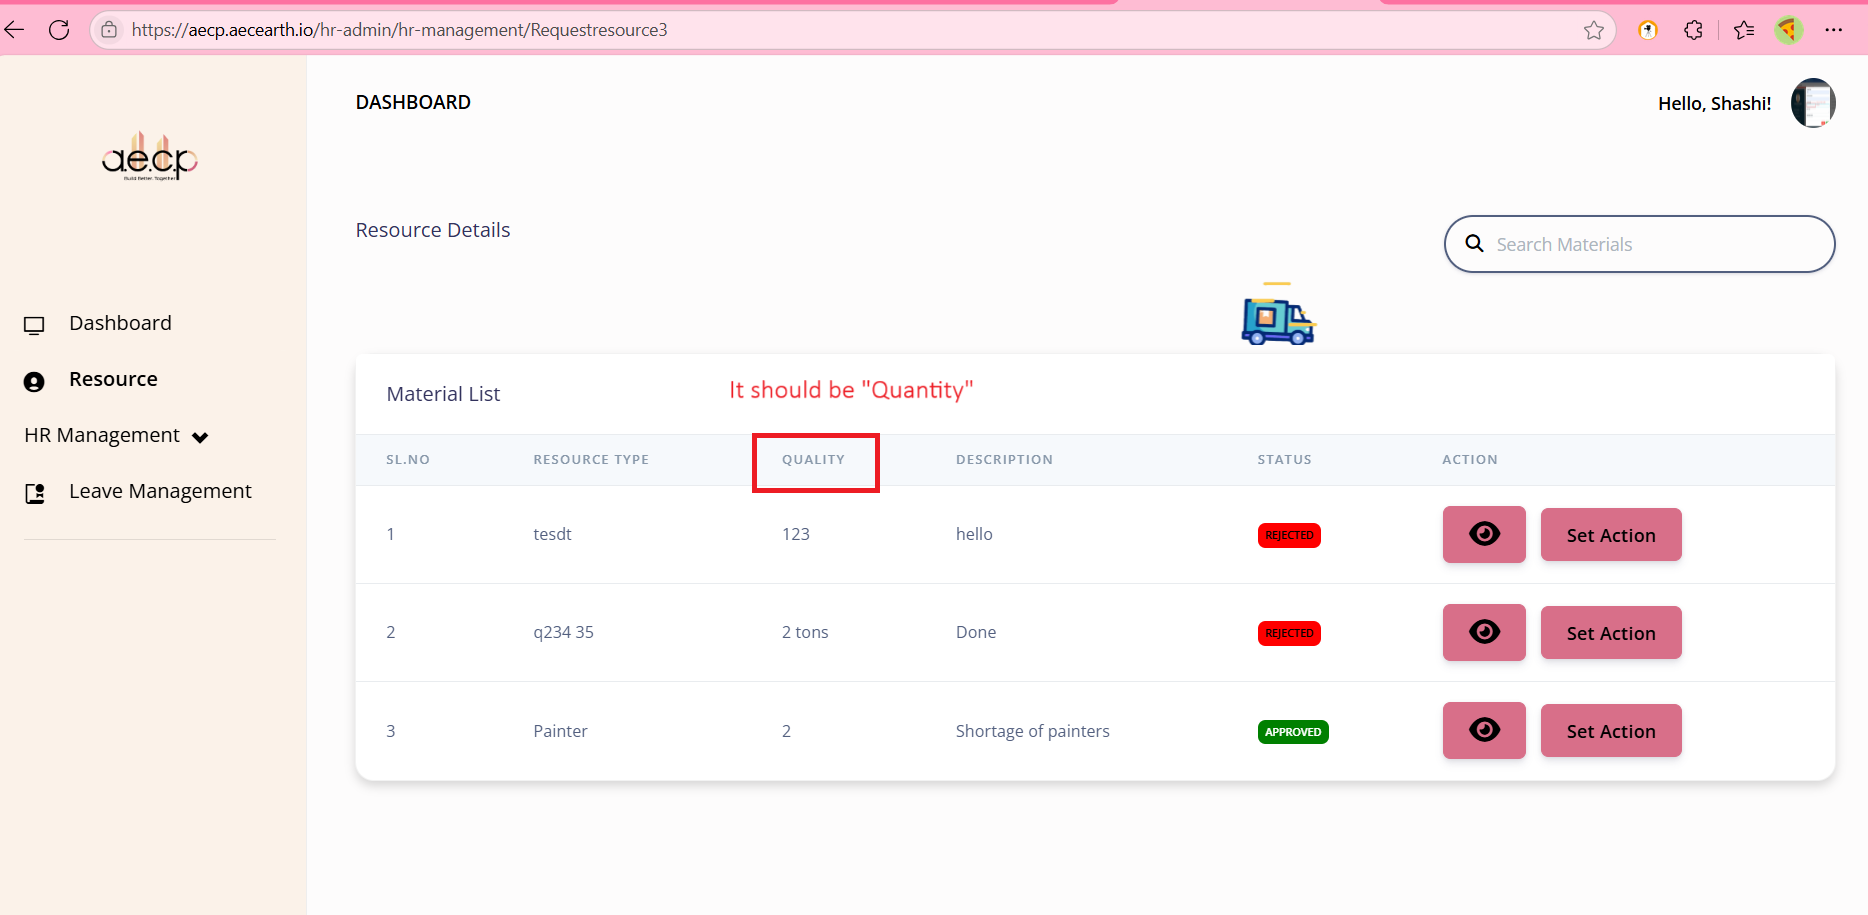 https://aecp.aecearth.io/hr-admin/hr-management/Requestresource3
DASHBOARD
Hello, Shashi!
a.e.c.p
Build Better. Together
Resource Details
Search Materials
Dashboard
Resource
HR Management
Leave Management
Material List
It should be "Quantity"
SL.NO RESOURCE TYPE QUALITY DESCRIPTION STATUS ACTION
1 tesdt 123 hello REJECTED Set Action
2 q234 35 2 tons Done REJECTED Set Action
3 Painter 2 Shortage of painters APPROVED Set Action